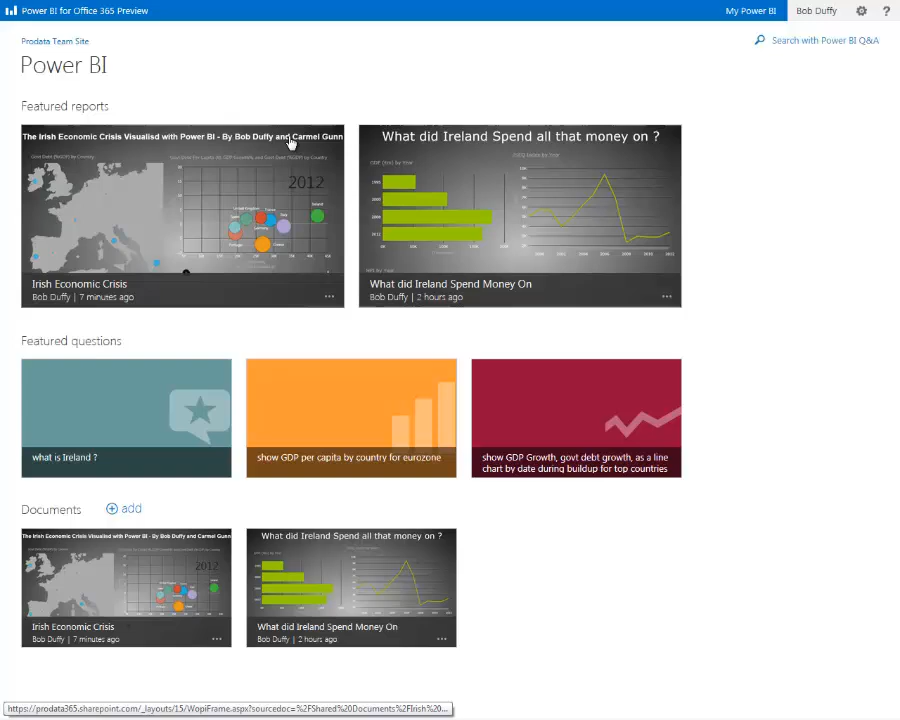 Power BI for Office 365 Preview
My Power BI
Bob Duffy
?
Prodata Team Site
Search with Power BI Q&A
Power BI
Featured reports
The Irish Economic Crisis Visualisd with Power BI - By Bob Duffy and Carmel Gunn
2012
Irish Economic Crisis
Bob Duffy | 7 minutes ago
What did Ireland Spend all that money on ?
GDP (bn) by Year
What did Ireland Spend Money On
Bob Duffy | 2 hours ago
Featured questions
what is Ireland ?
show GDP per capita by country for eurozone
show GDP Growth, govt debt growth, as a line
chart by date during buildup for top countries
Documents
add
The Irish Economic Crisis Visualisd with Power BI - By Bob Duffy and Carmel Gunn
2012
Irish Economic Crisis
Bob Duffy | 7 minutes ago
What did Ireland Spend all that money on ?
What did Ireland Spend Money On
Bob Duffy | 2 hours ago
https://prodata365.sharepoint.com/_layouts/15/WopiFrame.aspx?sourcedoc=%2FShared%20Documents%2FIrish%20...